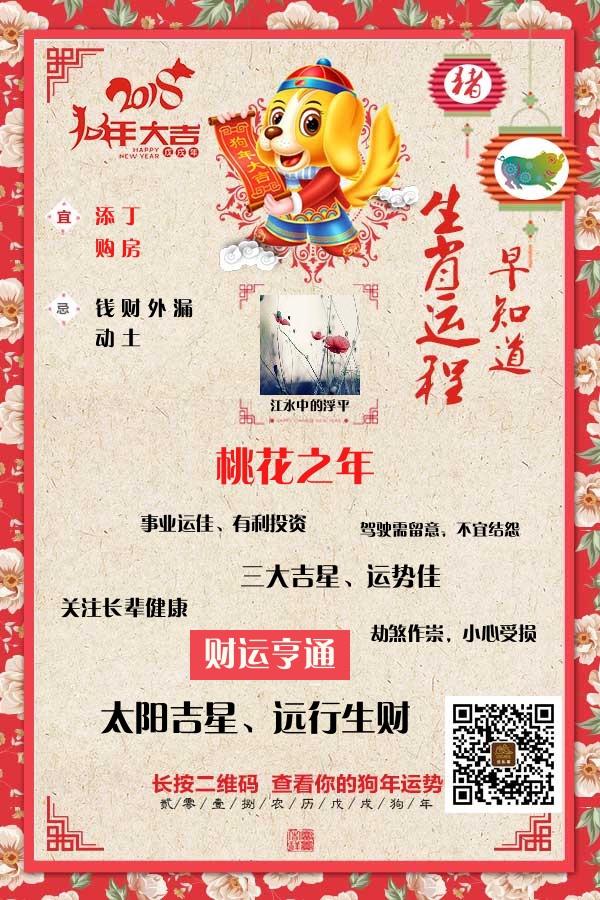 2018
狗年大吉
HAPPY
NEW YEAR
戊戌年
狗年大吉
猪
生肖运程
早知道
宜
添丁
购房
忌
钱财外漏
动土
江水中的浮平
HAPPY CHINESE NEW YEAR
桃花之年
事业运佳、有利投资
驾驶需留意，不宜结怨
三大吉星、运势佳
关注长辈健康
劫煞作祟，小心受损
财运亨通
太阳吉星、远行生财
长按二维码 查看你的狗年运势
贰/零/壹/捌/农/历/戊/戌/狗/年